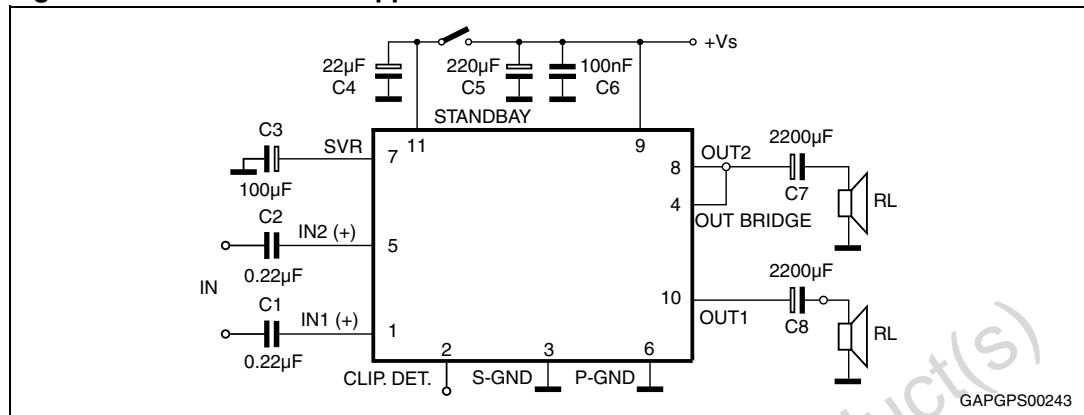 +Vs
22µF
C4
220µF
C5
100nF
C6
STANDBAY
C3
SVR
100µF
7
11
9
8
OUT2
2200µF
C7
RL
4
OUT BRIDGE
C2
IN2 (+)
5
0.22µF
IN
C1
IN1 (+)
1
0.22µF
2200µF
10
OUT1
C8
RL
2
3
6
CLIP. DET.
S-GND
P-GND
uct(s)
GAPGPS00243